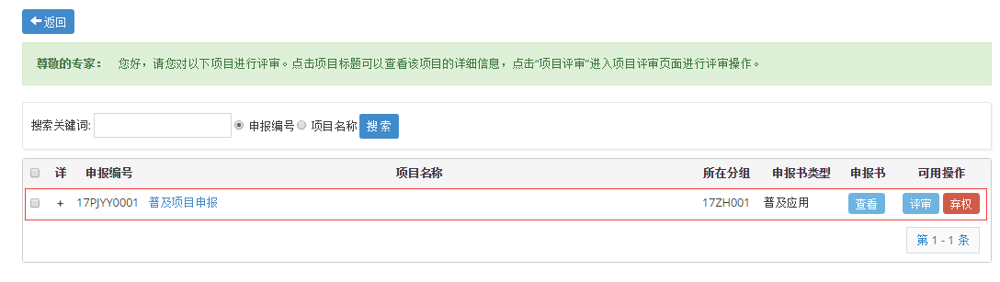 返回
尊敬的专家： 您好，请您对以下项目进行评审。点击项目标题可以查看该项目的详细信息，点击“项目评审”进入项目评审页面进行评审操作。
搜索关键词: 申报编号 项目名称 搜索
详 申报编号 项目名称 所在分组 申报书类型 申报书 可用操作
+ 17PJYY0001 普及项目申报 17ZH001 普及应用 查看 评审 弃权
第 1 - 1 条